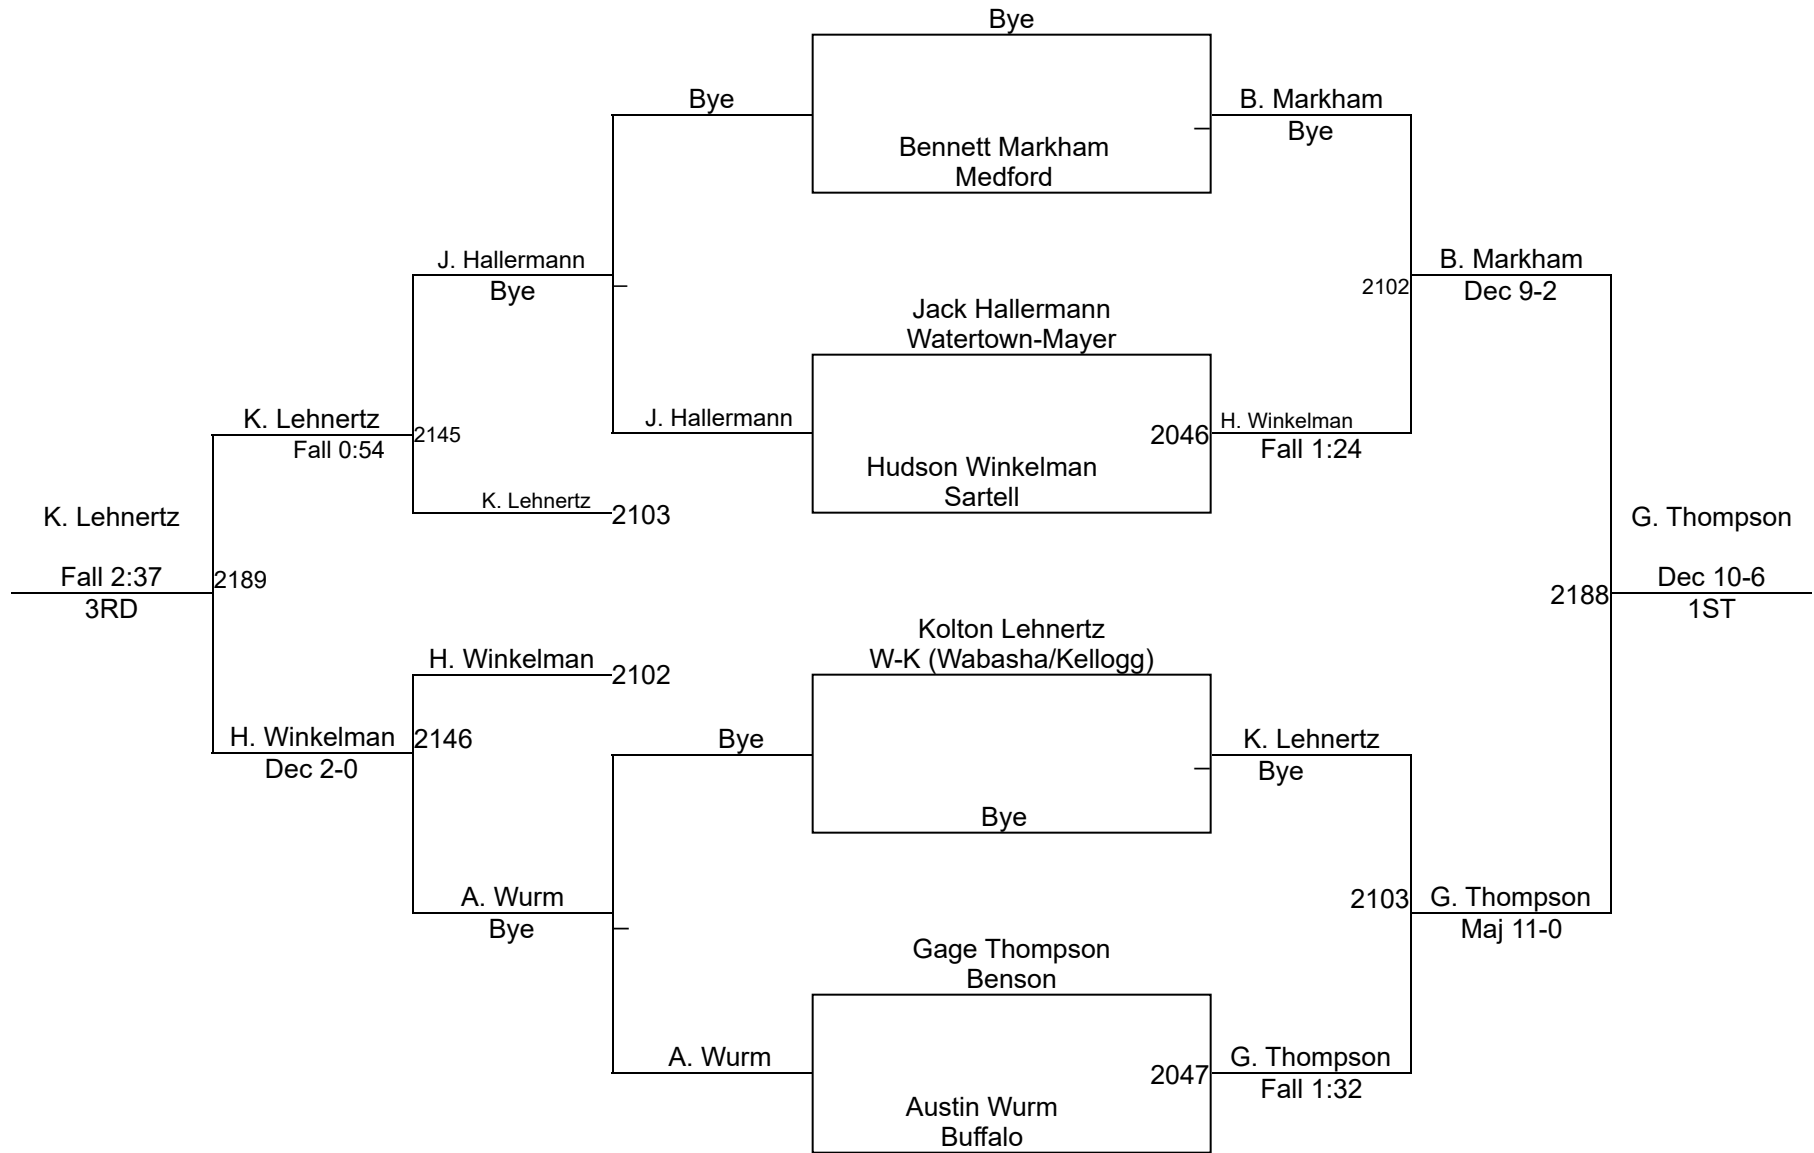 Bye
Bye
B. Markham
Bye
Bennett Markham
Medford
J. Hallermann
Bye
B. Markham
Dec 9-2
2102
Jack Hallermann
Watertown-Mayer
K. Lehnertz
Fall 0:54
2145
J. Hallermann
2046
H. Winkelman
Fall 1:24
Hudson Winkelman
Sartell
K. Lehnertz
2103
K. Lehnertz
Fall 2:37
3RD
2189
G. Thompson
Dec 10-6
1ST
2188
Kolton Lehnertz
W-K (Wabasha/Kellogg)
H. Winkelman
2102
H. Winkelman
Dec 2-0
2146
Bye
K. Lehnertz
Bye
Bye
A. Wurm
Bye
2103
G. Thompson
Maj 11-0
Gage Thompson
Benson
A. Wurm
2047
G. Thompson
Fall 1:32
Austin Wurm
Buffalo